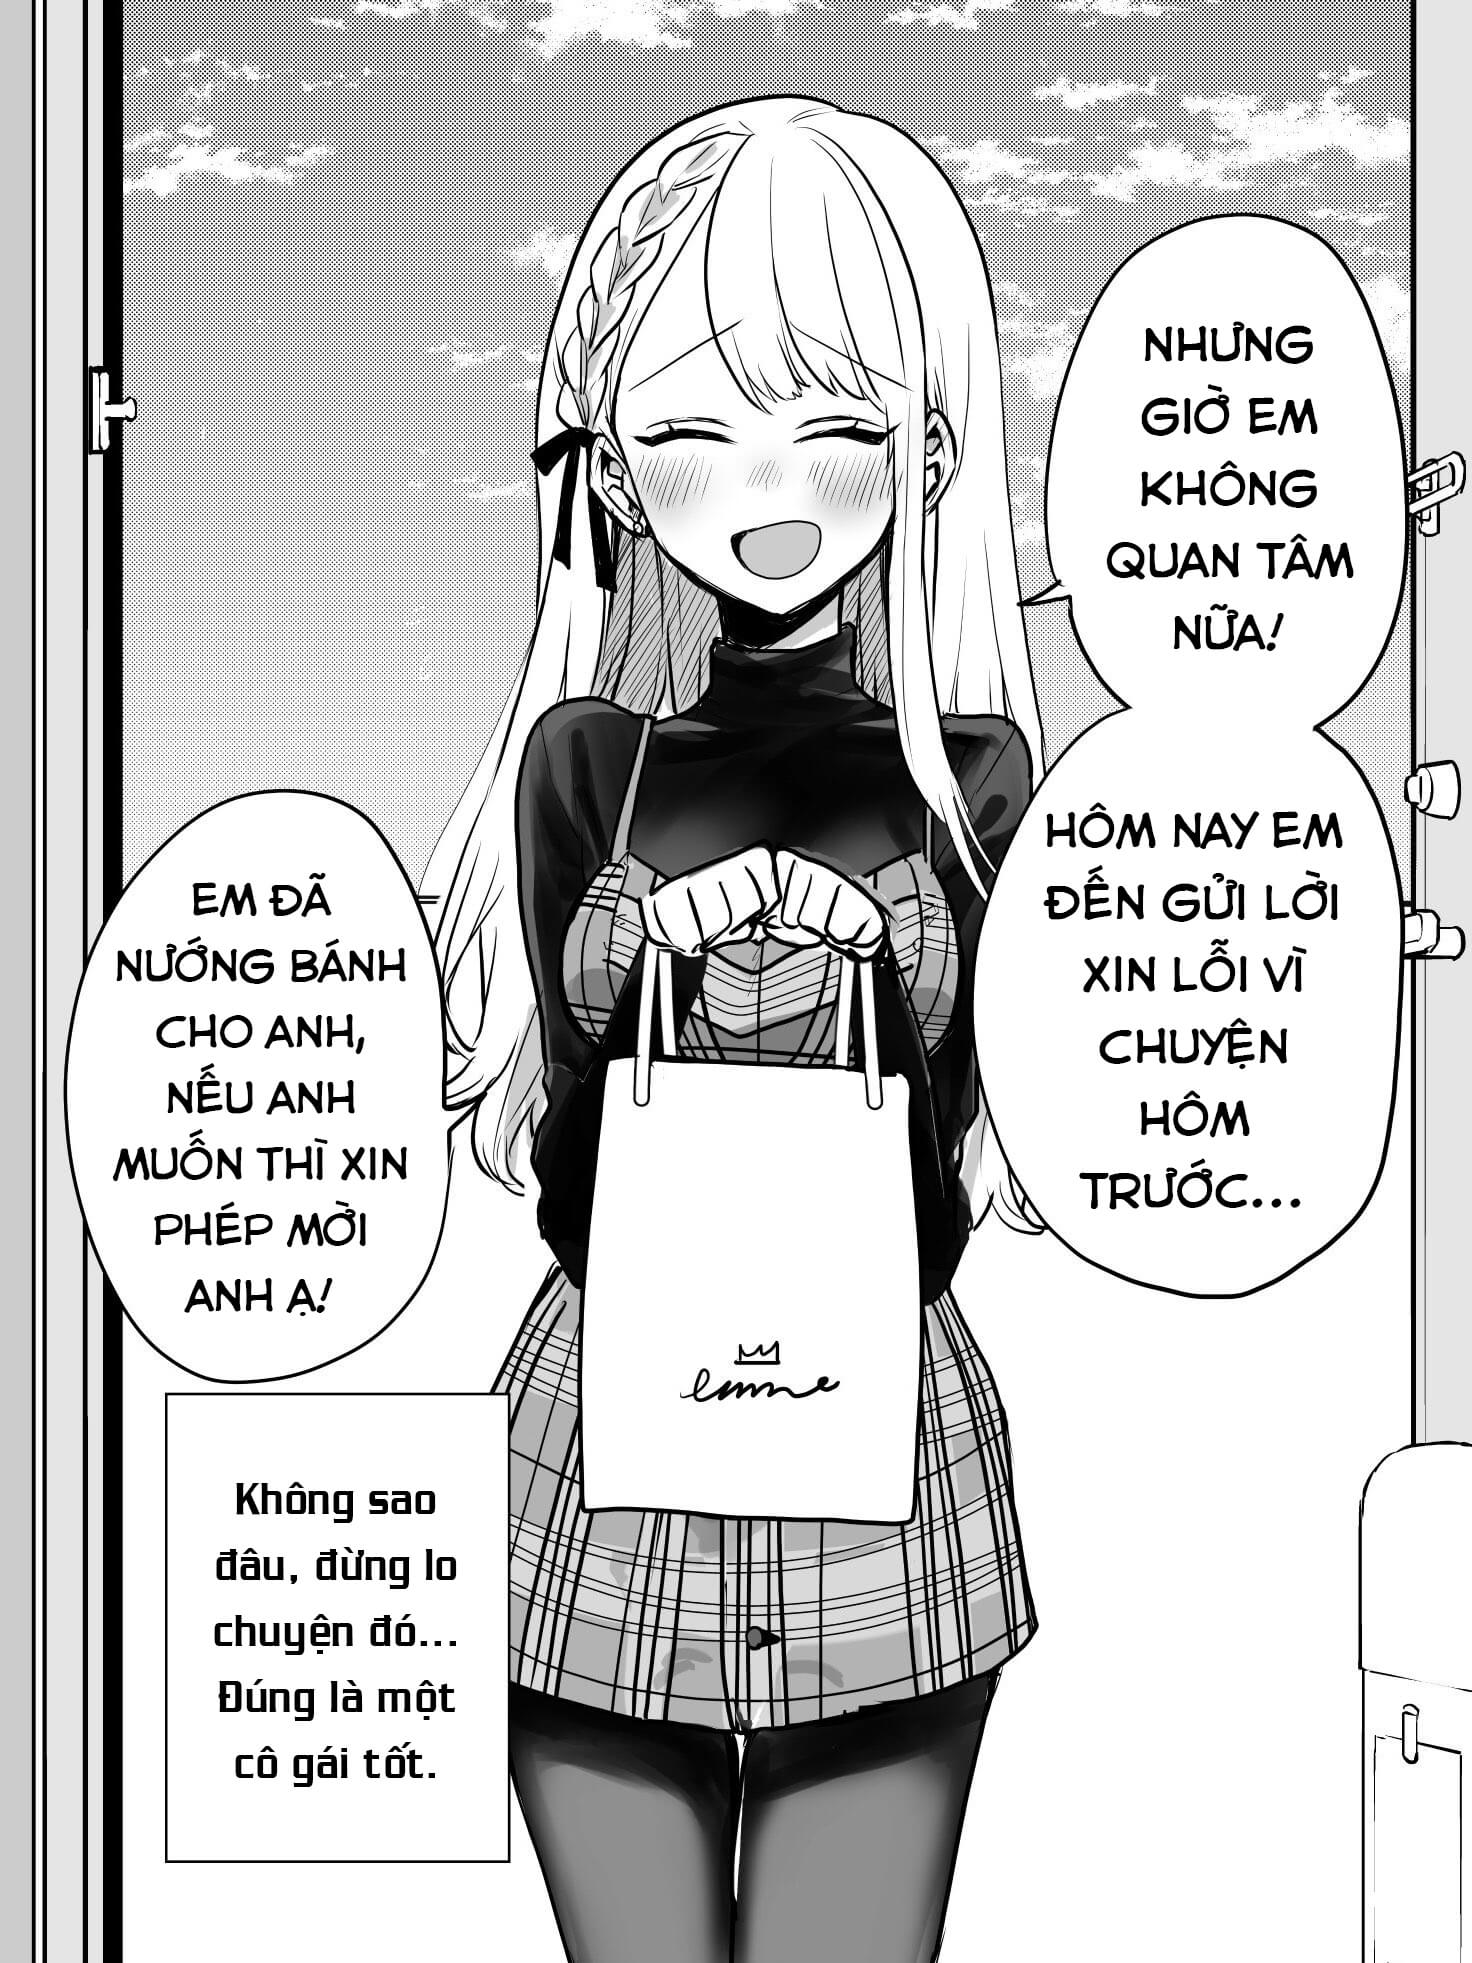 NHƯNG
GIỜ EM
KHÔNG
QUAN TÂM
NỮA!
HÔM NAY EM
ĐẾN GỬI LỜI
XIN LỖI VÌ
CHUYỆN
HÔM
TRƯỚC...
EM ĐÃ
NƯỚNG BÁNH
CHO ANH,
NẾU ANH
MUỐN THÌ XIN
PHÉP MỜI
ANH Ạ!
Không sao
đâu, đừng lo
chuyện đó...
Đúng là một
cô gái tốt.